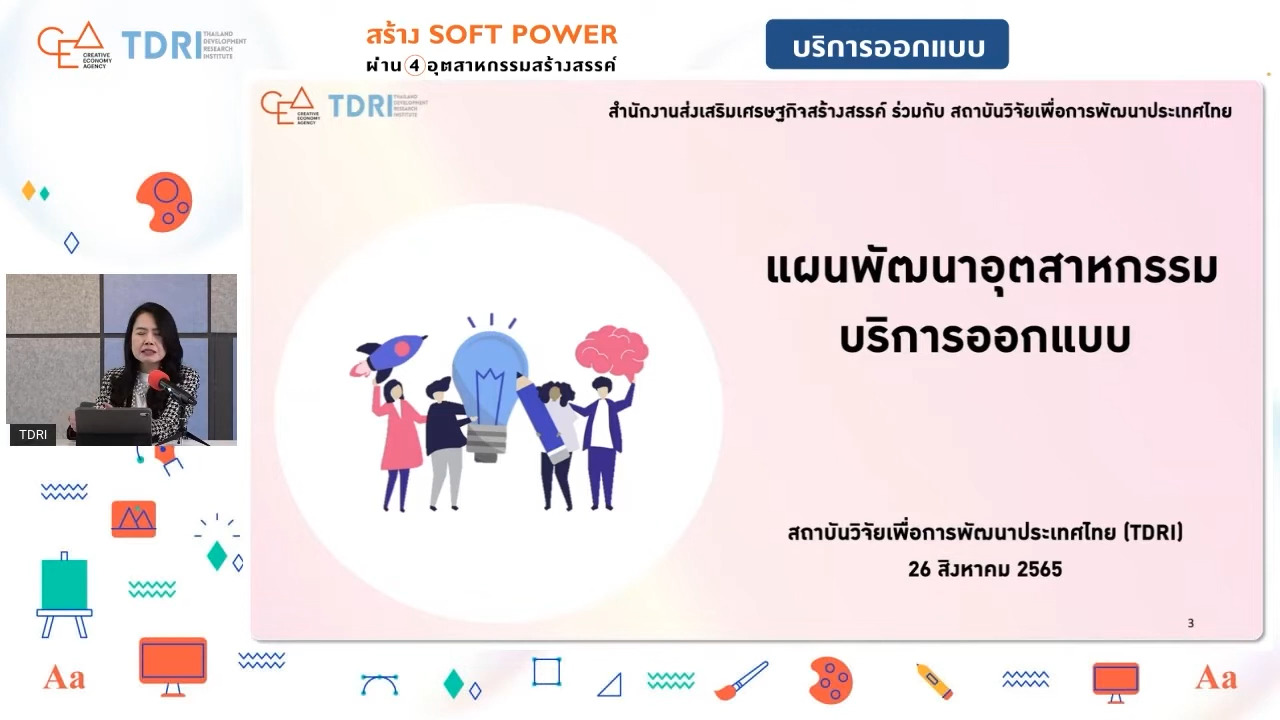 CEA
CREATIVE
ECONOMY
AGENCY
TDRI
THAILAND
DEVELOPMENT
RESEARCH
INSTITUTE
สร้าง SOFT POWER
ผ่าน 4 อุตสาหกรรมสร้างสรรค์
บริการออกแบบ
CEA
CREATIVE
ECONOMY
AGENCY
TDRI
THAILAND
DEVELOPMENT
RESEARCH
INSTITUTE
สำนักงานส่งเสริมเศรษฐกิจสร้างสรรค์ ร่วมกับ สถาบันวิจัยเพื่อการพัฒนาประเทศไทย
แผนพัฒนาอุตสาหกรรม
บริการออกแบบ
สถาบันวิจัยเพื่อการพัฒนาประเทศไทย (TDRI)
26 สิงหาคม 2565
3
TDRI
Aa
Aa